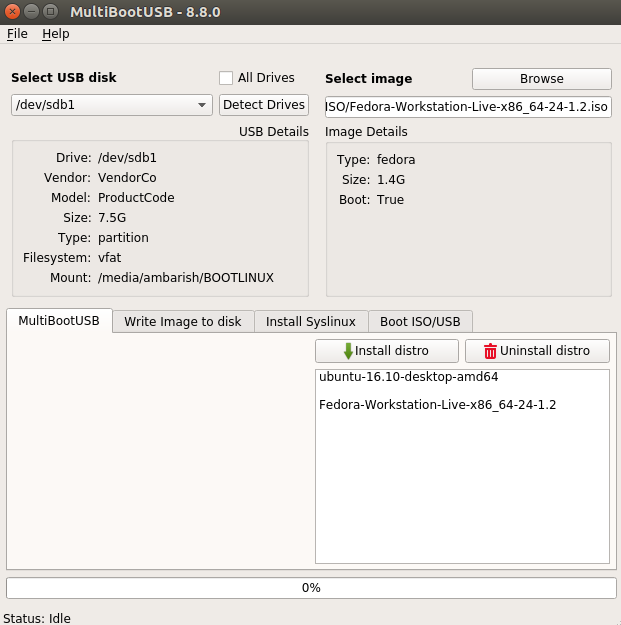 MultiBootUSB - 8.8.0
File Help
Select USB disk
All Drives
/dev/sdb1
Detect Drives
USB Details
Drive: /dev/sdb1
Vendor: VendorCo
Model: ProductCode
Size: 7.5G
Type: partition
Filesystem: vfat
Mount: /media/ambarish/BOOTLINUX
Select image
Browse
ISO/Fedora-Workstation-Live-x86_64-24-1.2.iso
Image Details
Type: fedora
Size: 1.4G
Boot: True
MultiBootUSB Write Image to disk Install Syslinux Boot ISO/USB
Install distro Uninstall distro
ubuntu-16.10-desktop-amd64
Fedora-Workstation-Live-x86_64-24-1.2
0%
Status: Idle